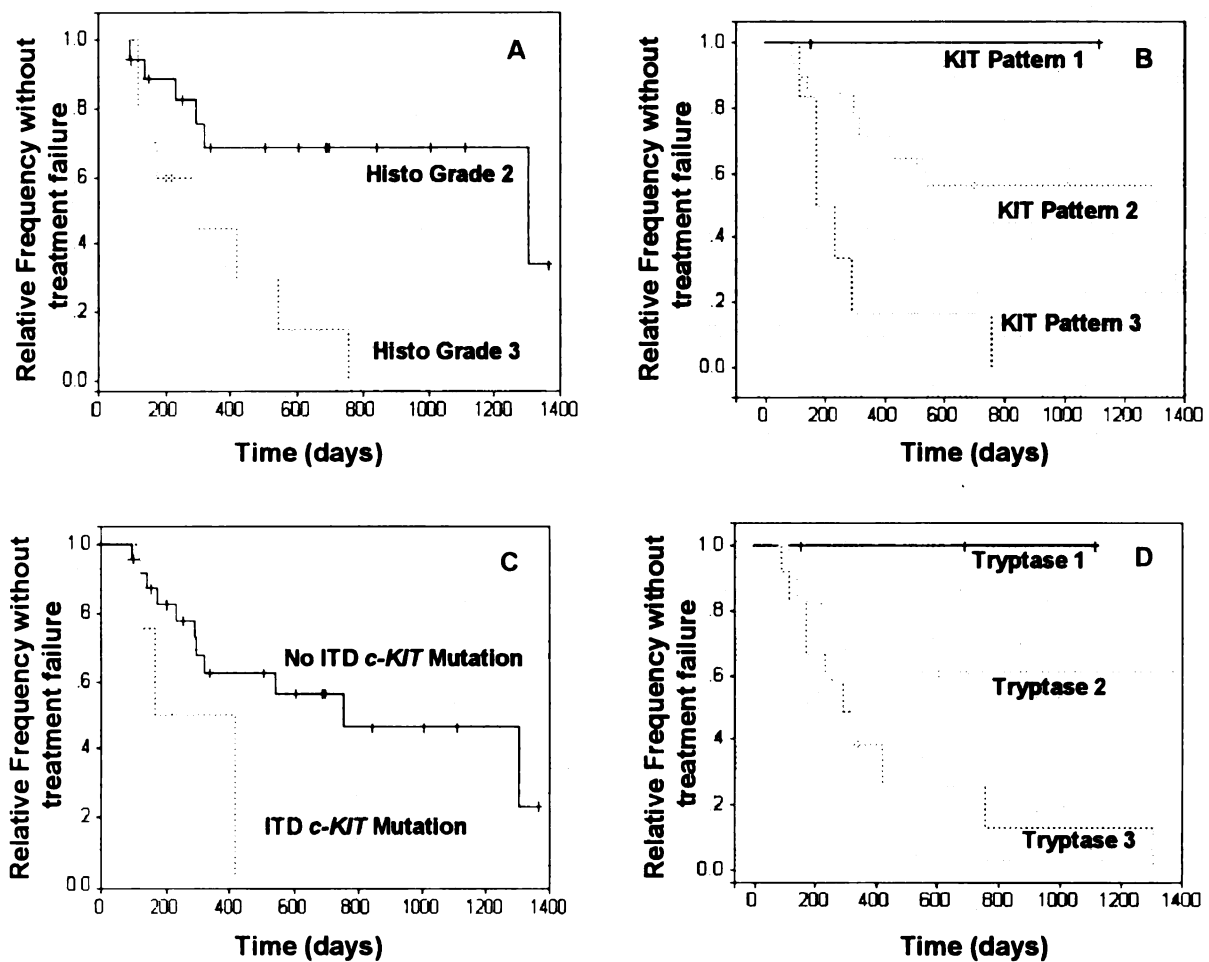 Relative Frequency without
treatment failure
1.0
.8
.6
.4
.2
0.0
A
Histo Grade 2
Histo Grade 3
0 200 400 600 800 1000 1200 1400
Time (days)
Relative Frequency without
treatment failure
1.0
.8
.6
.4
.2
0.0
B
KIT Pattern 1
KIT Pattern 2
KIT Pattern 3
0 200 400 600 800 1000 1200 1400
Time (days)
Relative Frequency without
treatment failure
1.0
.8
.6
.4
.2
0.0
C
No ITD c-KIT Mutation
ITD c-KIT Mutation
0 200 400 600 800 1000 1200 1400
Time (days)
Relative Frequency without
treatment failure
1.0
.8
.6
.4
.2
0.0
D
Tryptase 1
Tryptase 2
Tryptase 3
0 200 400 600 800 1000 1200 1400
Time (days)